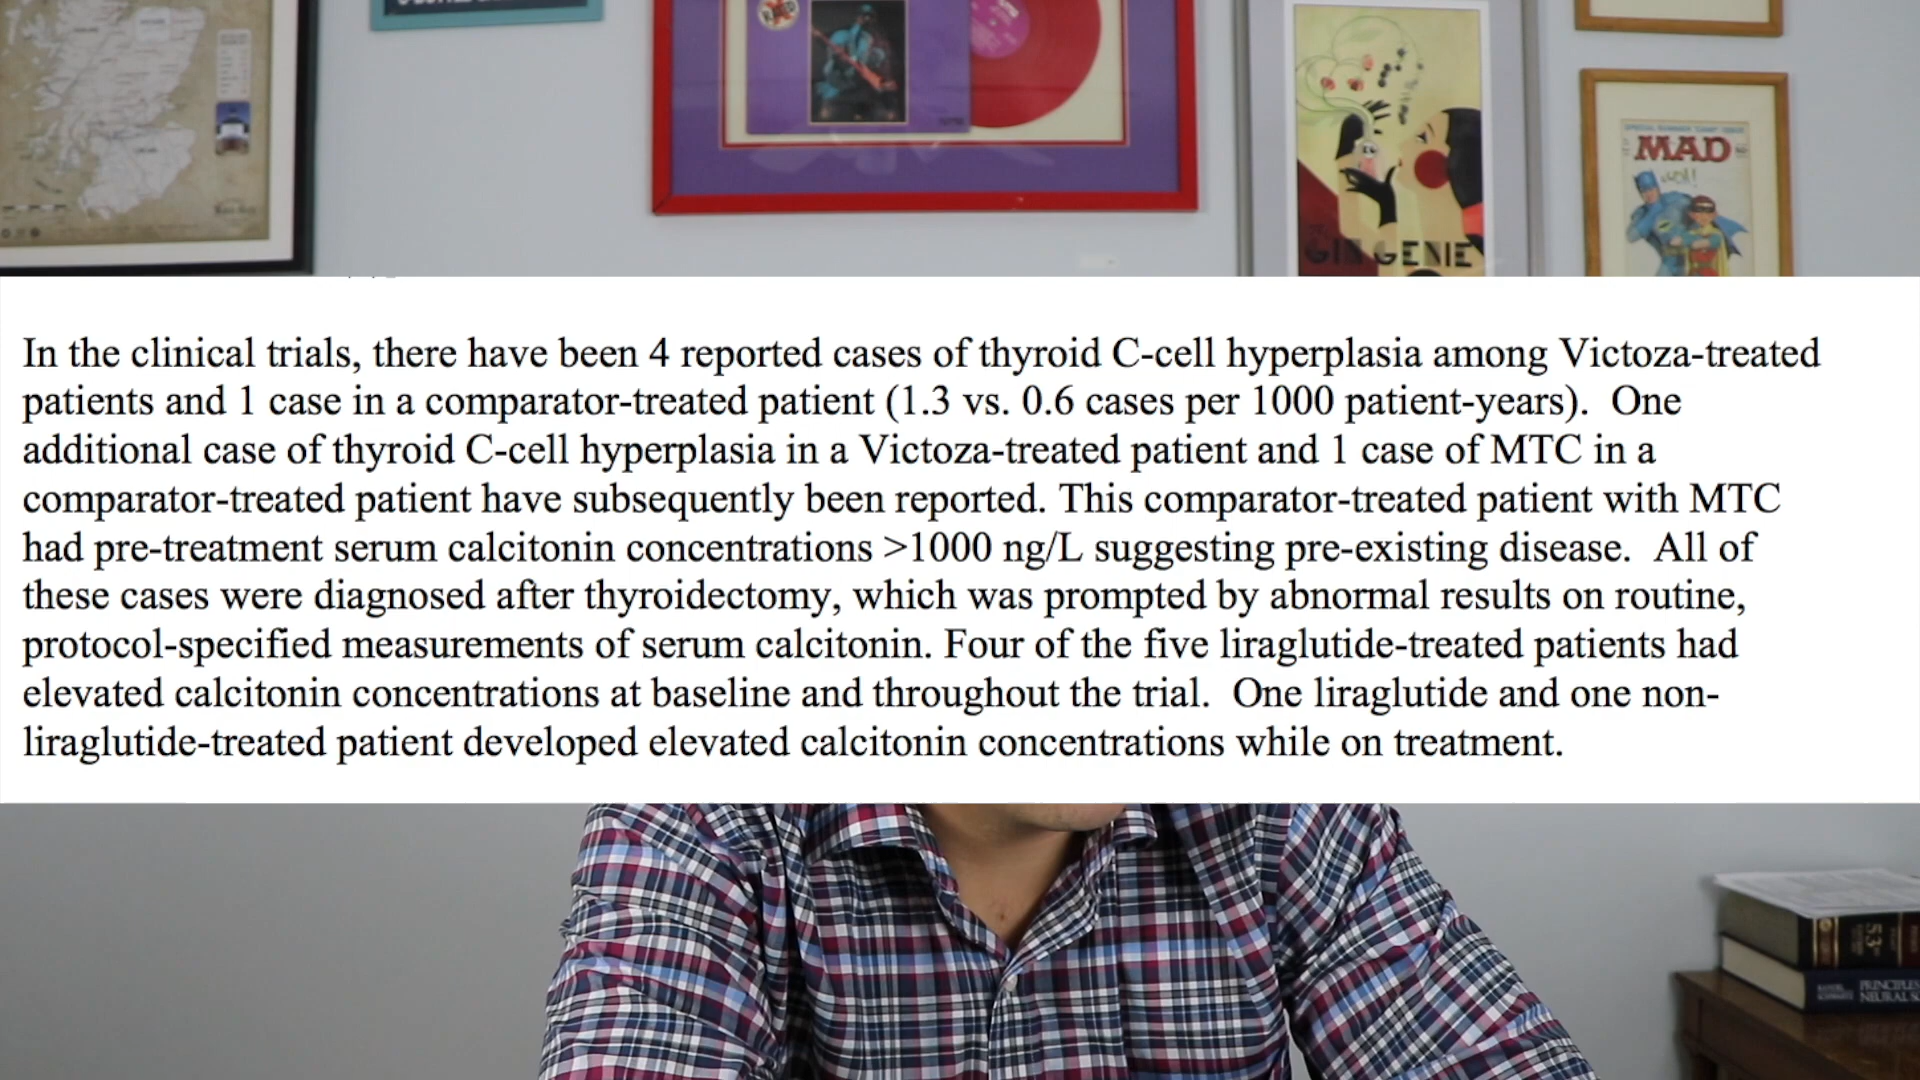 MAD
GIN GENIE
In the clinical trials, there have been 4 reported cases of thyroid C-cell hyperplasia among Victoza-treated
patients and 1 case in a comparator-treated patient (1.3 vs. 0.6 cases per 1000 patient-years).  One
additional case of thyroid C-cell hyperplasia in a Victoza-treated patient and 1 case of MTC in a
comparator-treated patient have subsequently been reported. This comparator-treated patient with MTC
had pre-treatment serum calcitonin concentrations >1000 ng/L suggesting pre-existing disease.  All of
these cases were diagnosed after thyroidectomy, which was prompted by abnormal results on routine,
protocol-specified measurements of serum calcitonin. Four of the five liraglutide-treated patients had
elevated calcitonin concentrations at baseline and throughout the trial.  One liraglutide and one non-
liraglutide-treated patient developed elevated calcitonin concentrations while on treatment.
53
PRINCIPLES
NEURAL